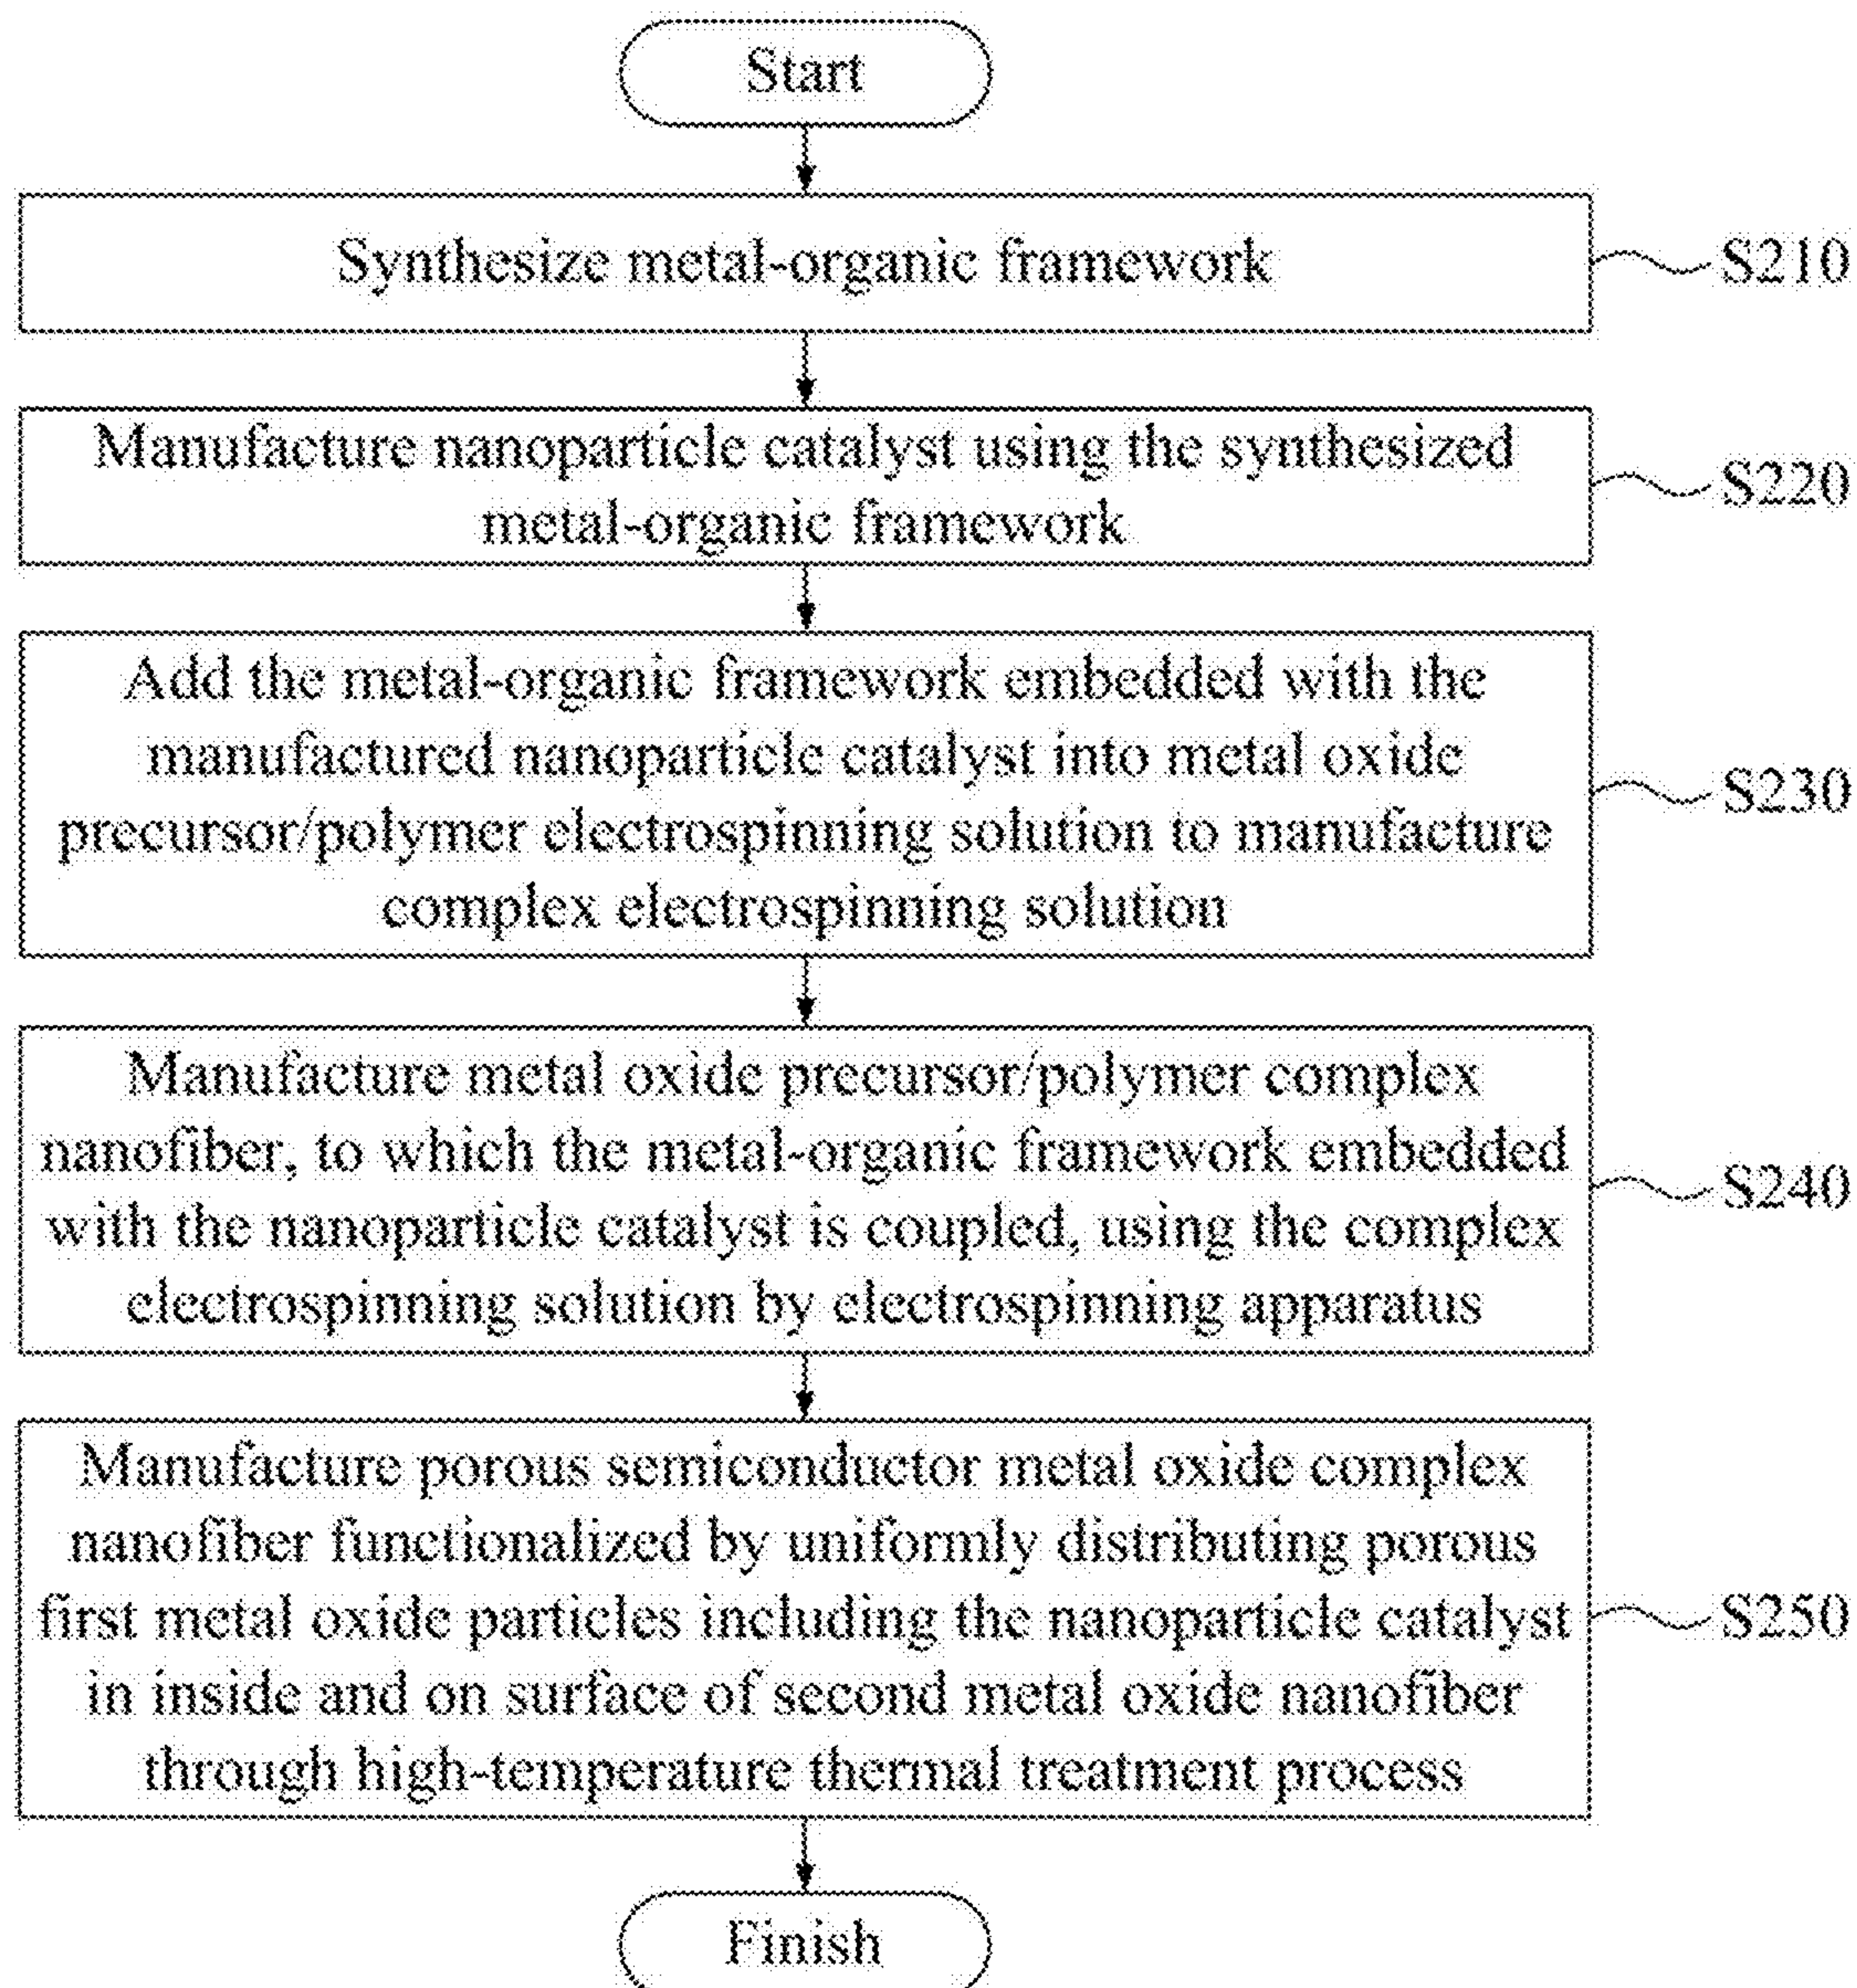 Start
Synthesize metal-organic framework
S210
Manufacture nanoparticle catalyst using the synthesized
metal-organic framework
S220
Add the metal-organic framework embedded with the
manufactured nanoparticle catalyst into metal oxide
precursor/polymer electrospinning solution to manufacture
complex electrospinning solution
S230
Manufacture metal oxide precursor/polymer complex
nanofiber, to which the metal-organic framework embedded
with the nanoparticle catalyst is coupled, using the complex
electrospinning solution by electrospinning apparatus
S240
Manufacture porous semiconductor metal oxide complex
nanofiber functionalized by uniformly distributing porous
first metal oxide particles including the nanoparticle catalyst
in inside and on surface of second metal oxide nanofiber
through high-temperature thermal treatment process
S250
Finish